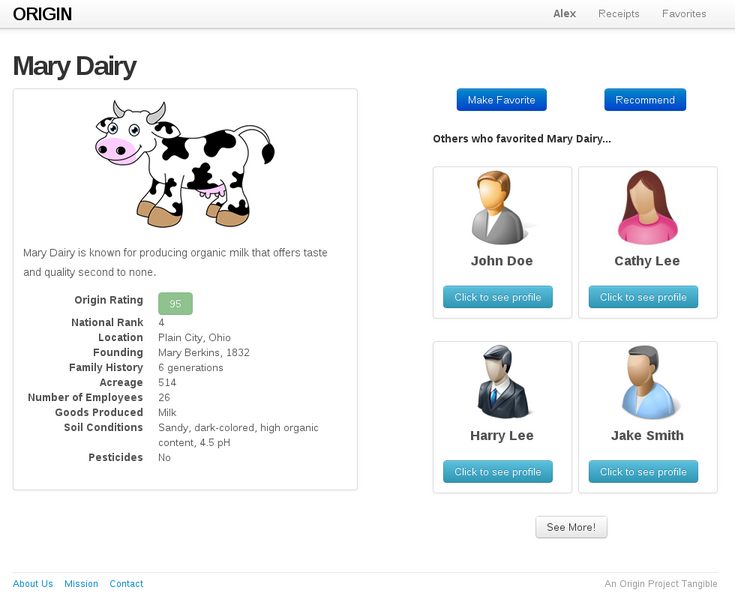 ORIGIN
Alex Receipts Favorites
Mary Dairy
Mary Dairy is known for producing organic milk that offers taste
and quality second to none.
Origin Rating 95
National Rank 4
Location Plain City, Ohio
Founding Mary Berkins, 1832
Family History 6 generations
Acreage 514
Number of Employees 26
Goods Produced Milk
Soil Conditions Sandy, dark-colored, high organic
content, 4.5 pH
Pesticides No
Make Favorite Recommend
Others who favorited Mary Dairy...
John Doe
Click to see profile
Cathy Lee
Click to see profile
Harry Lee
Click to see profile
Jake Smith
Click to see profile
See More!
About Us Mission Contact
An Origin Project Tangible